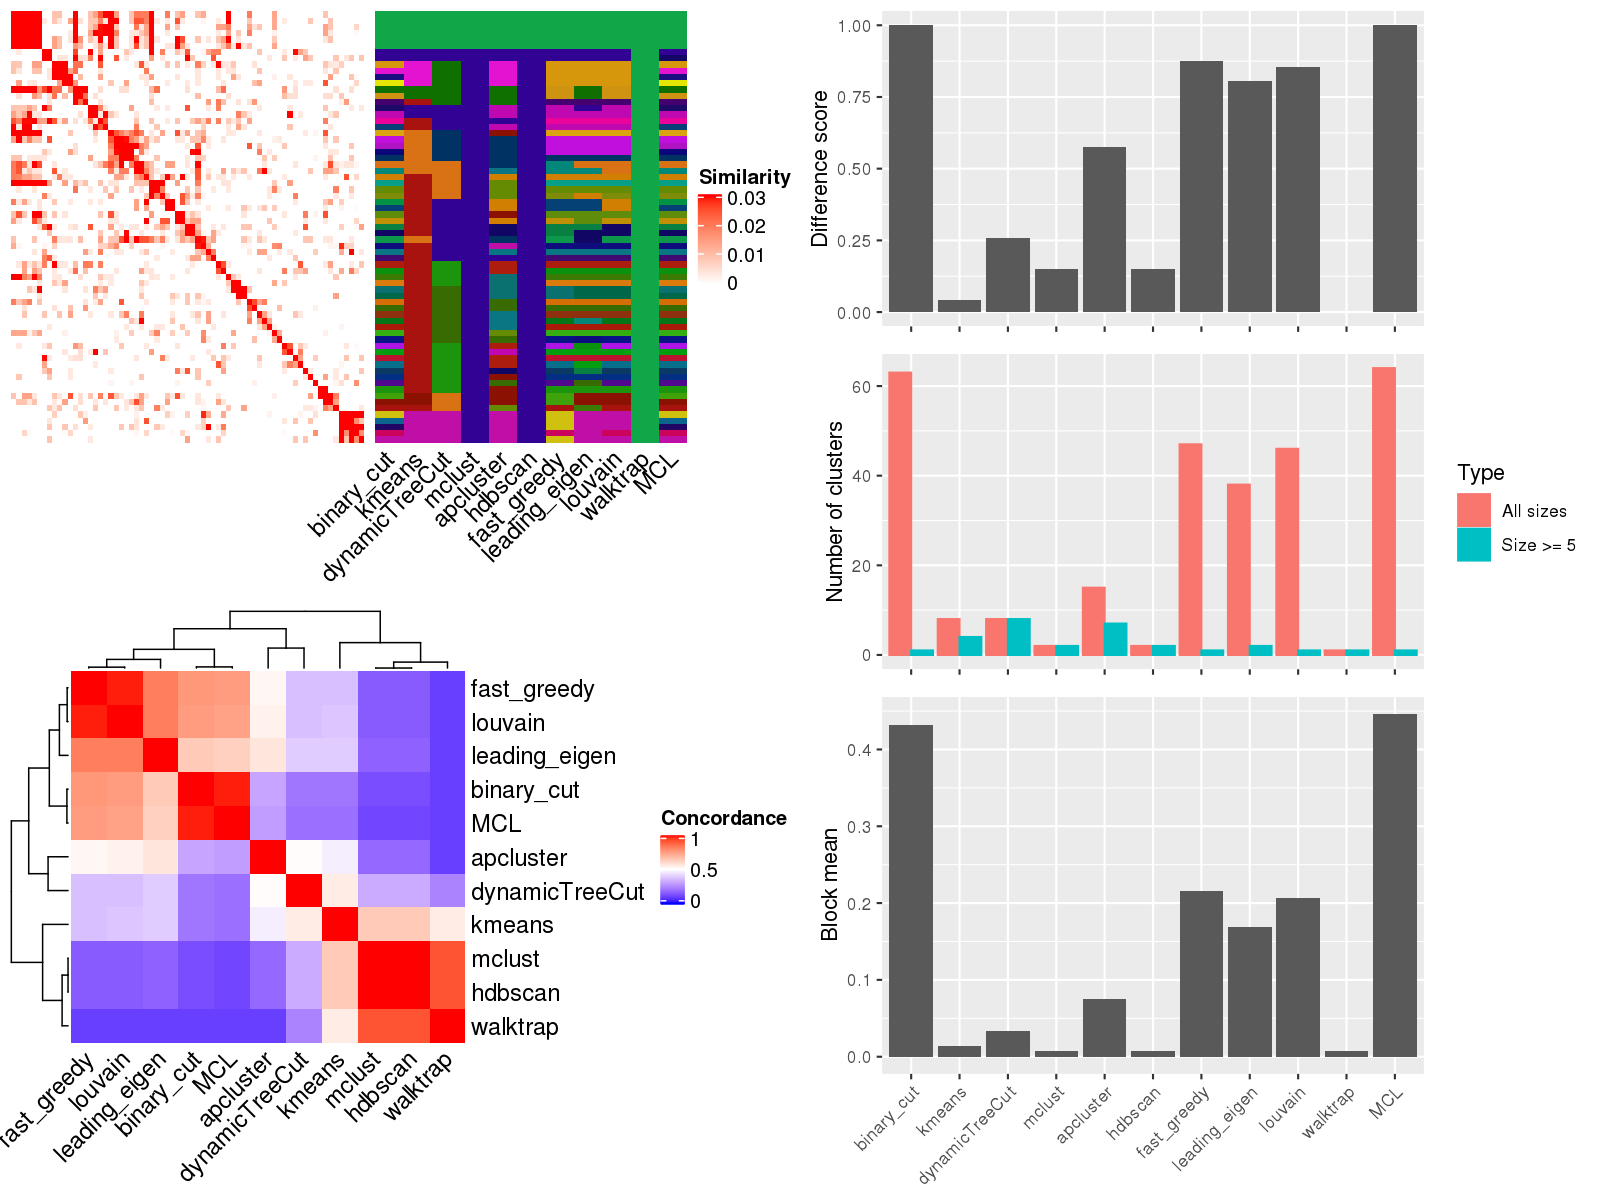 Similarity
0.03
0.02
0.01
0
binary_cut
kmeans
dynamicTreeCut
mclust
apcluster
hdbscan
fast_greedy
leading_eigen
louvain
walktrap
MCL
fast_greedy
louvain
leading_eigen
binary_cut
MCL
apcluster
dynamicTreeCut
kmeans
mclust
hdbscan
walktrap
Concordance
1
0.5
0
fast_greedy
louvain
leading_eigen
binary_cut
MCL
apcluster
dynamicTreeCut
kmeans
mclust
hdbscan
walktrap
Difference score
1.00
0.75
0.50
0.25
0.00
Number of clusters
60
40
20
0
Type
All sizes
Size >= 5
Block mean
0.4
0.3
0.2
0.1
0.0
binary_cut
kmeans
dynamicTreeCut
mclust
apcluster
hdbscan
fast_greedy
leading_eigen
louvain
walktrap
MCL